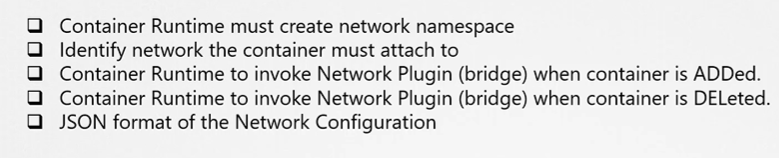 ❑ Container Runtime must create network namespace
❑ Identify network the container must attach to
❑ Container Runtime to invoke Network Plugin (bridge) when container is ADDed.
❑ Container Runtime to invoke Network Plugin (bridge) when container is DELeted.
❑ JSON format of the Network Configuration